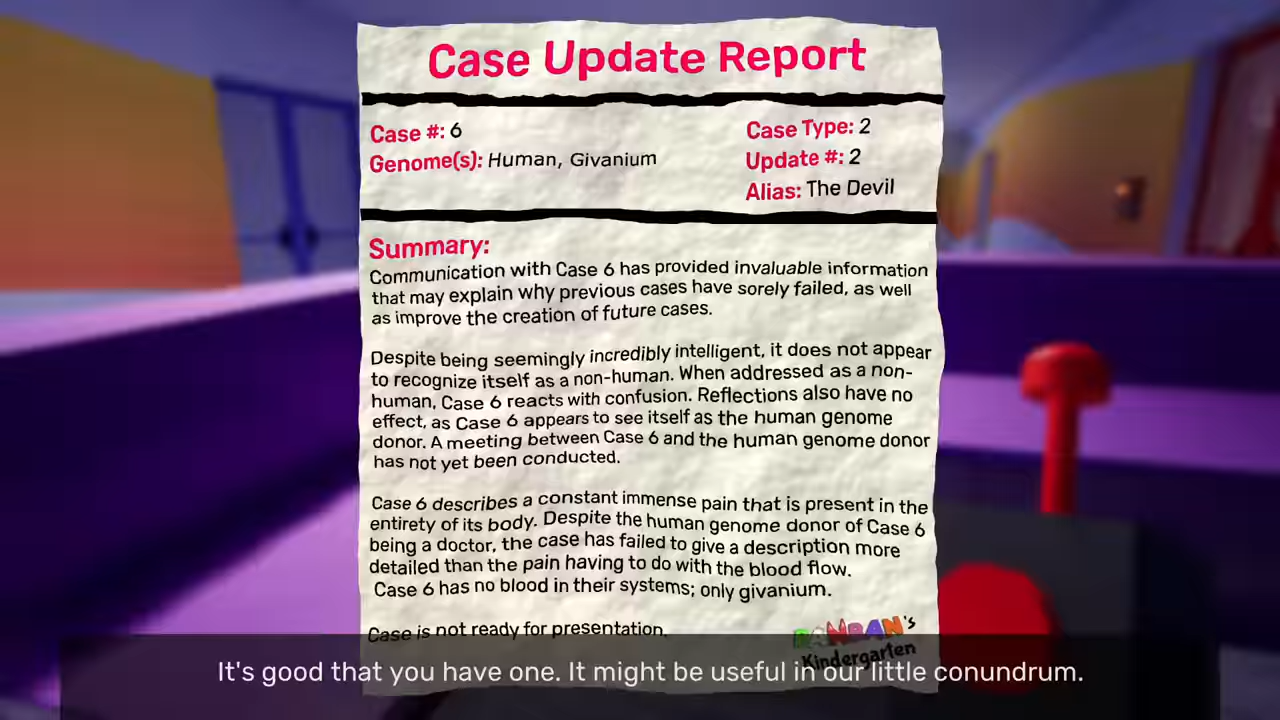 Case Update Report
Case #: 6
Case Type: 2
Genome(s): Human, Givanium
Update #: 2
Alias: The Devil
Summary:
Communication with Case 6 has provided invaluable information
that may explain why previous cases have sorely failed, as well
as improve the creation of future cases.
Despite being seemingly incredibly intelligent, it does not appear
to recognize itself as a non-human. When addressed as a non-
human, Case 6 reacts with confusion. Reflections also have no
effect, as Case 6 appears to see itself as the human genome
donor. A meeting between Case 6 and the human genome donor
has not yet been conducted.
Case 6 describes a constant immense pain that is present in the
entirety of its body. Despite the human genome donor of Case 6
being a doctor, the case has failed to give a description more
detailed than the pain having to do with the blood flow.
Case 6 has no blood in their systems; only givanium.
Case is not ready for presentation.
BANBAN's
Kindergarten
It's good that you have one. It might be useful in our little conundrum.